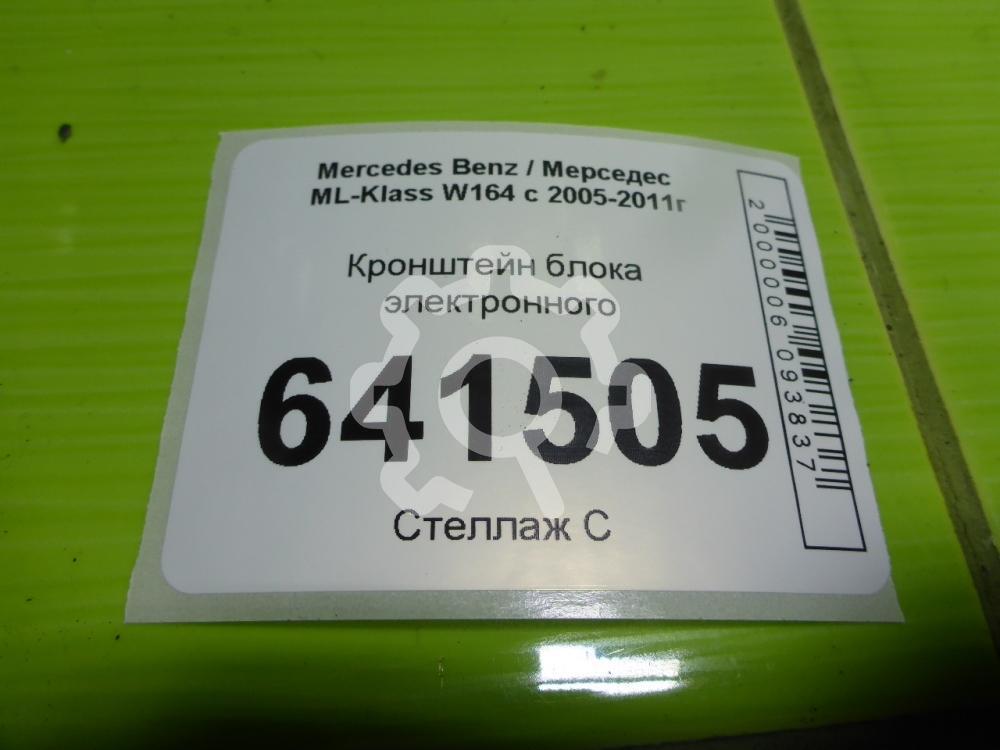 Mercedes Benz / Мерседес
ML-Klass W164 с 2005-2011г
Кронштейн блока
электронного
641505
Стеллаж С
2000006093837